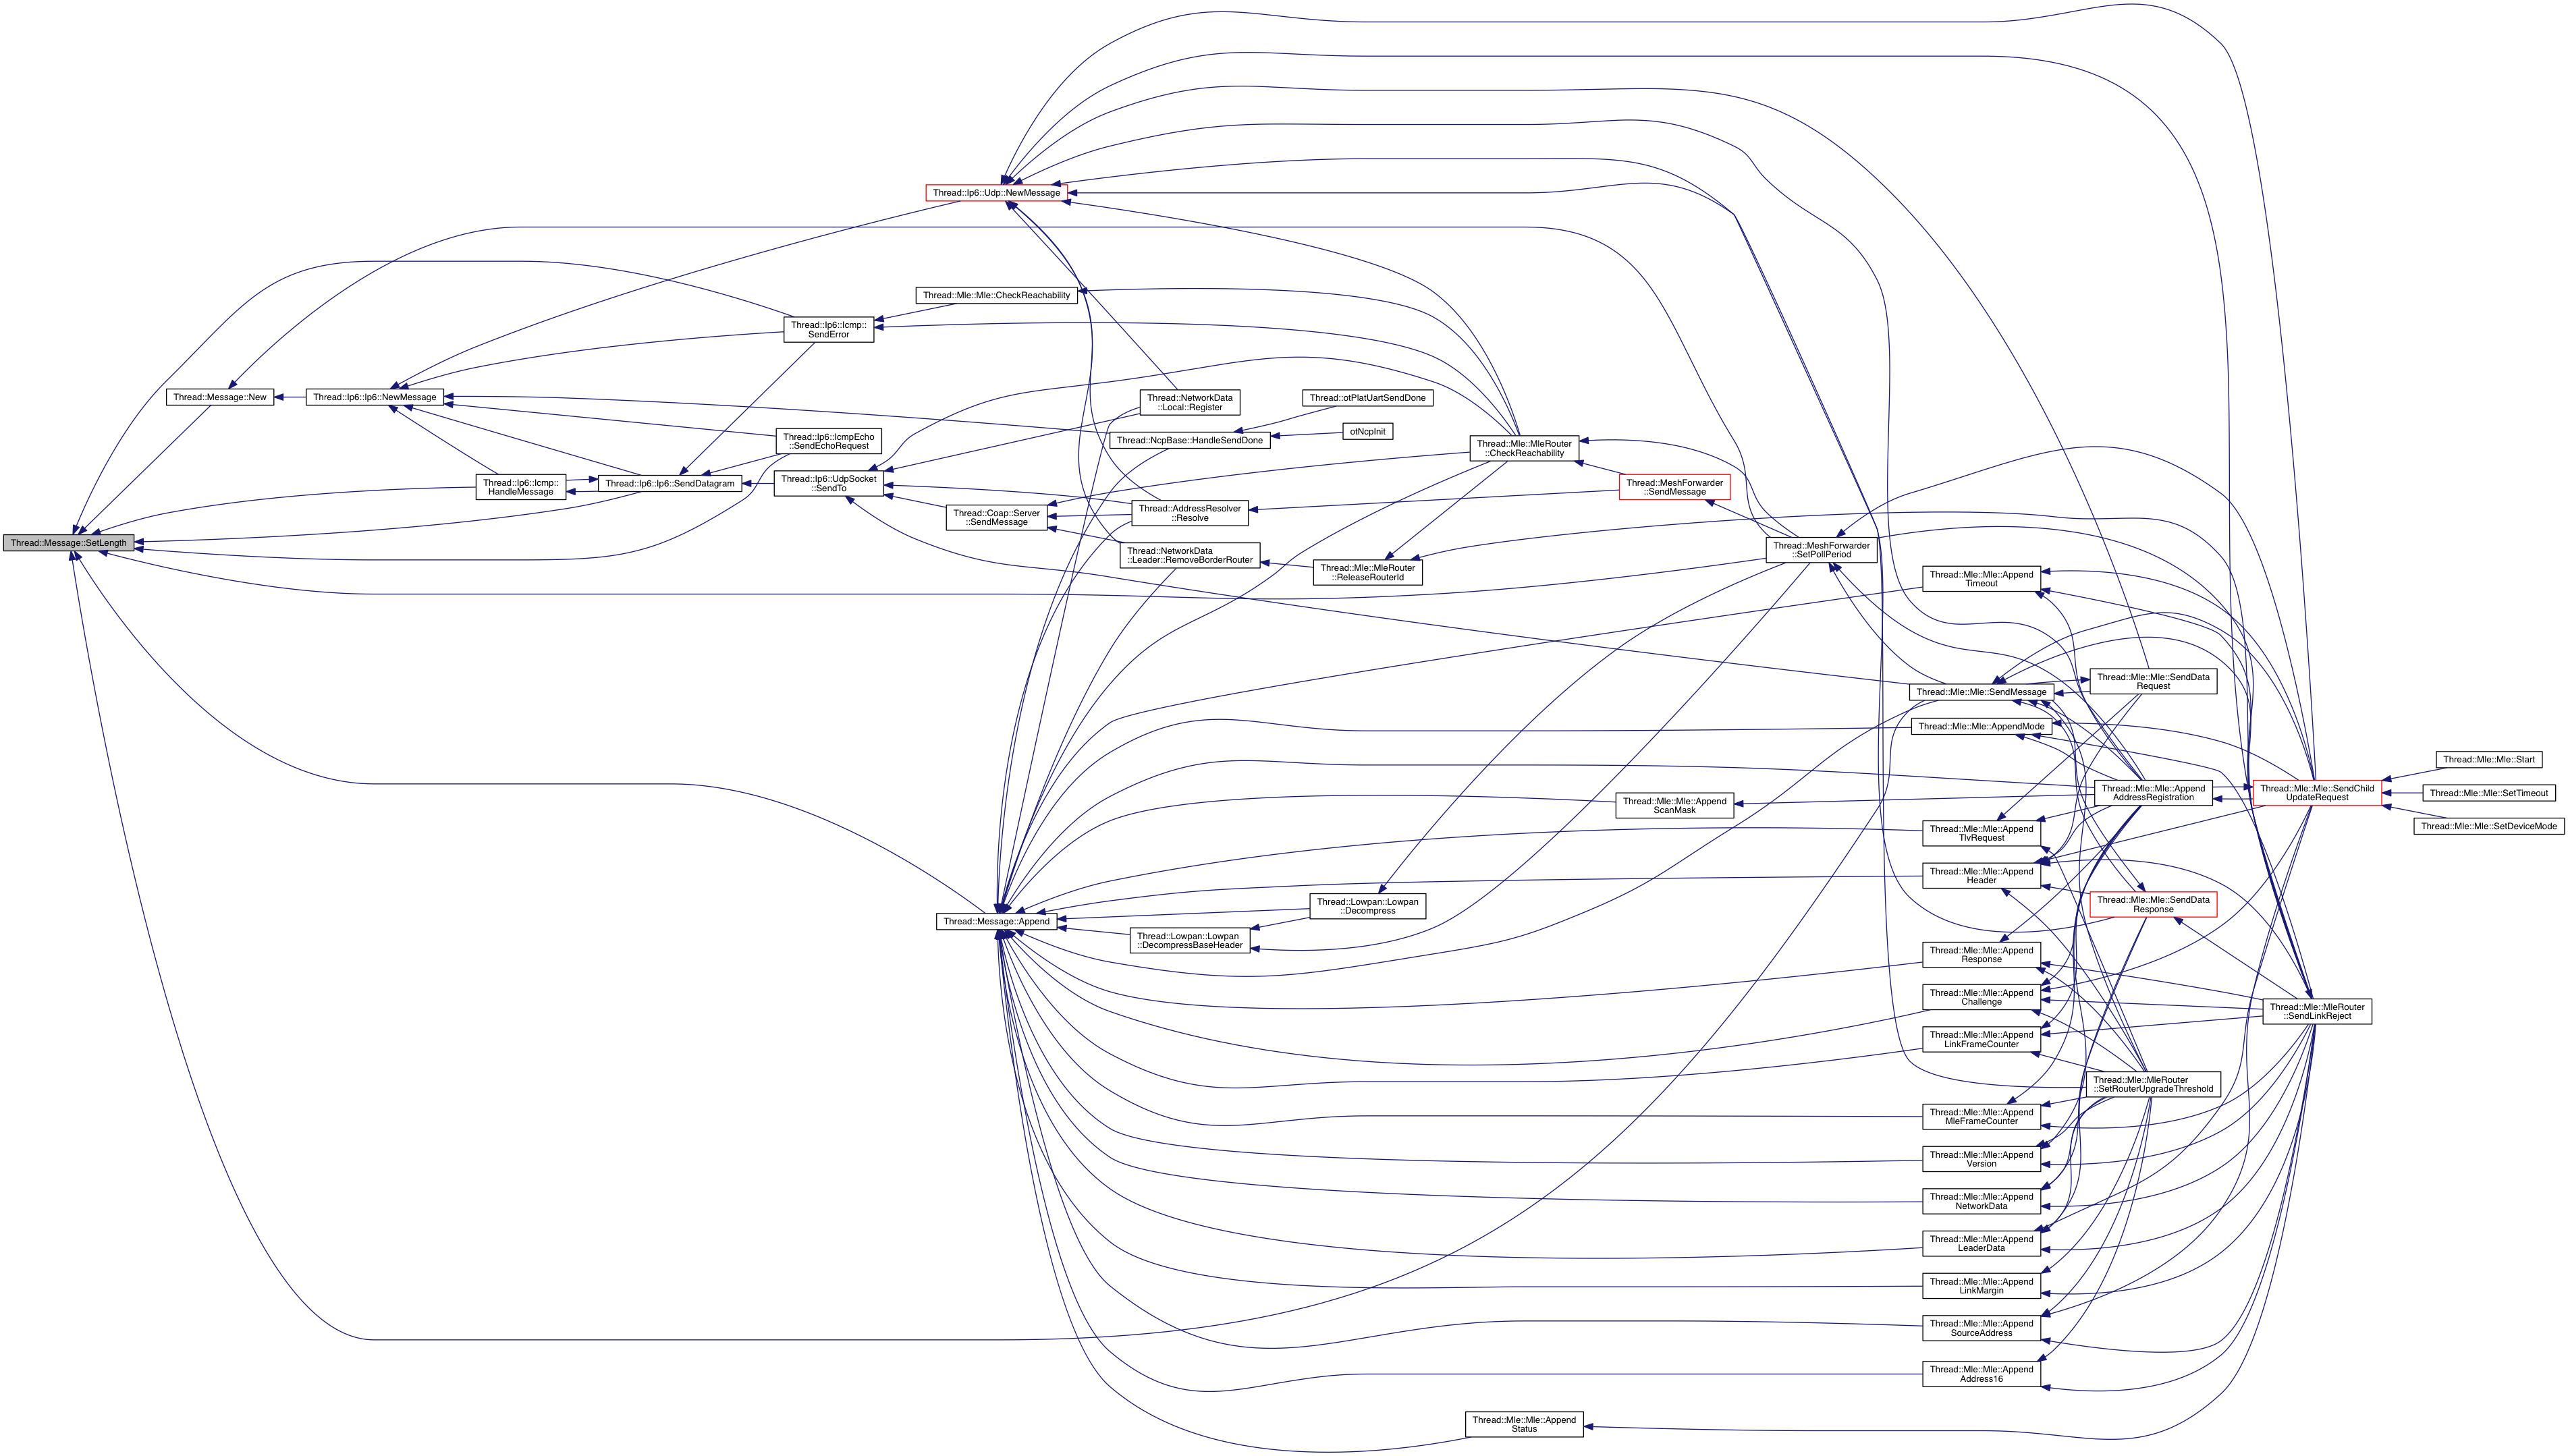 Thread::Message::SetLength
Thread::Message::New
Thread::Ip6::Ip6::NewMessage
Thread::Ip6::Icmp::
HandleMessage
Thread::Ip6::Ip6::SendDatagram
Thread::Ip6::Icmp::
SendError
Thread::Ip6::IcmpEcho
::SendEchoRequest
Thread::Ip6::UdpSocket
::SendTo
Thread::Ip6::Udp::NewMessage
Thread::Mle::Mle::CheckReachability
Thread::Coap::Server
::SendMessage
Thread::Message::Append
Thread::NetworkData
::Local::Register
Thread::NcpBase::HandleSendDone
Thread::AddressResolver
::Resolve
Thread::NetworkData
::Leader::RemoveBorderRouter
Thread::Lowpan::Lowpan
::DecompressBaseHeader
Thread::otPlatUartSendDone
otNcpInit
Thread::Mle::MleRouter
::ReleaseRouterId
Thread::Lowpan::Lowpan
::Decompress
Thread::Mle::MleRouter
::CheckReachability
Thread::Mle::Mle::Append
Status
Thread::MeshForwarder
::SendMessage
Thread::Mle::Mle::Append
ScanMask
Thread::MeshForwarder
::SetPollPeriod
Thread::Mle::Mle::Append
Timeout
Thread::Mle::Mle::SendMessage
Thread::Mle::Mle::AppendMode
Thread::Mle::Mle::Append
TlvRequest
Thread::Mle::Mle::Append
Header
Thread::Mle::Mle::Append
Response
Thread::Mle::Mle::Append
Challenge
Thread::Mle::Mle::Append
LinkFrameCounter
Thread::Mle::Mle::Append
MleFrameCounter
Thread::Mle::Mle::Append
Version
Thread::Mle::Mle::Append
NetworkData
Thread::Mle::Mle::Append
LeaderData
Thread::Mle::Mle::Append
LinkMargin
Thread::Mle::Mle::Append
SourceAddress
Thread::Mle::Mle::Append
Address16
Thread::Mle::Mle::SendData
Request
Thread::Mle::Mle::Append
AddressRegistration
Thread::Mle::Mle::SendData
Response
Thread::Mle::MleRouter
::SetRouterUpgradeThreshold
Thread::Mle::Mle::SendChild
UpdateRequest
Thread::Mle::MleRouter
::SendLinkReject
Thread::Mle::Mle::Start
Thread::Mle::Mle::SetTimeout
Thread::Mle::Mle::SetDeviceMode